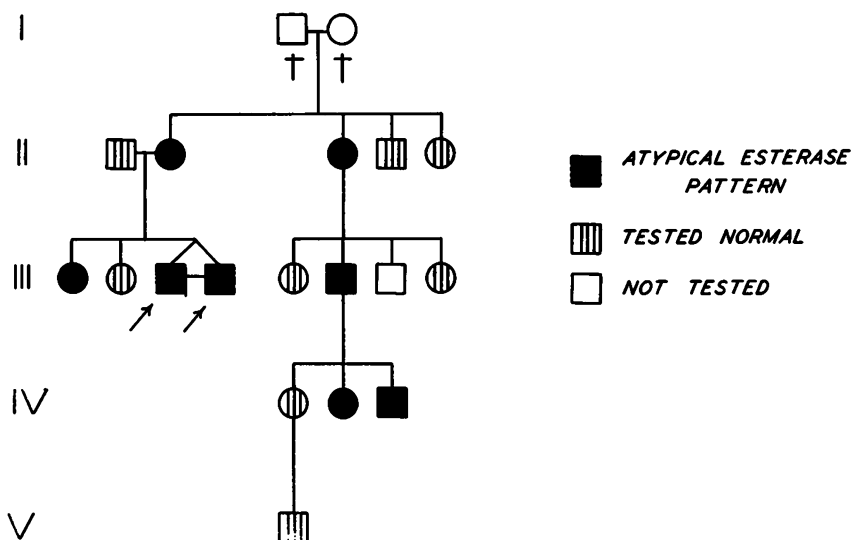 I
II
III
IV
V
ATYPICAL ESTERASE
PATTERN
TESTED NORMAL
NOT TESTED